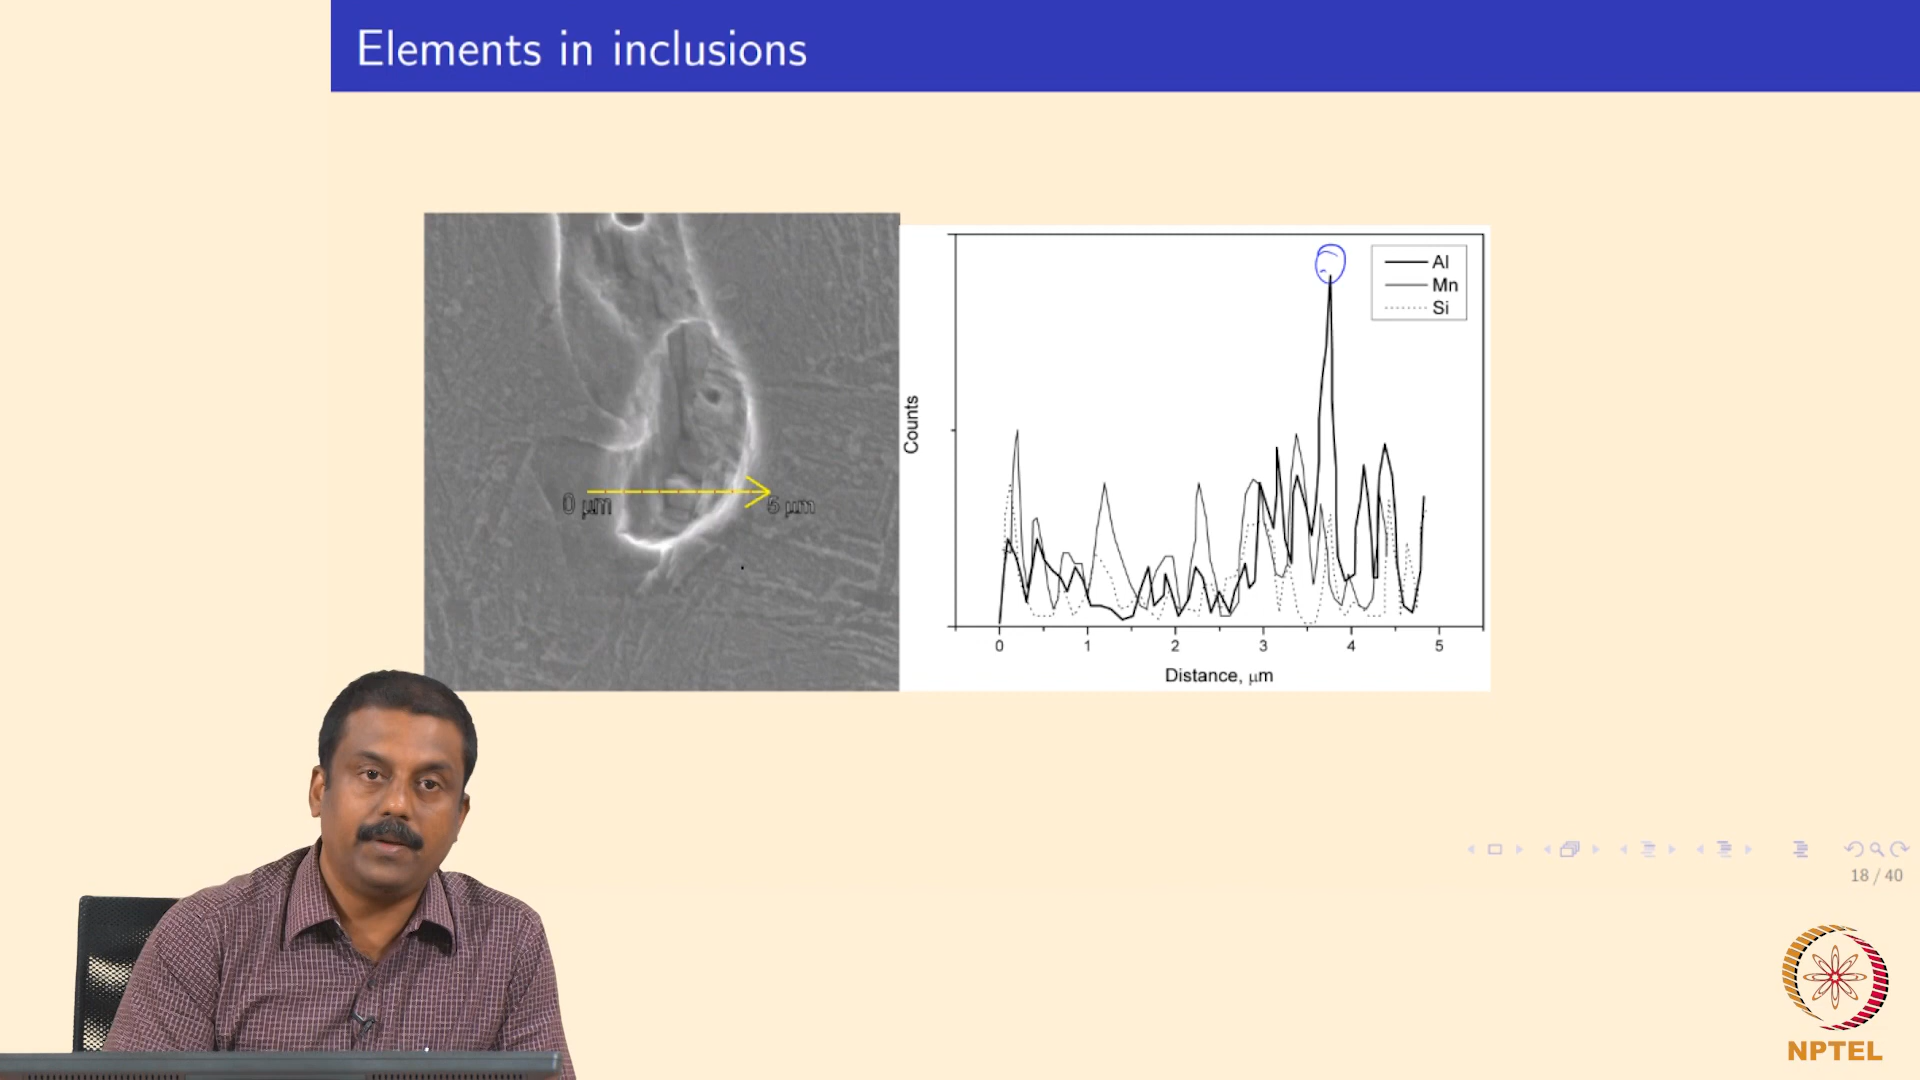 Elements in inclusions
0 μm
5 μm
Counts
Al
Mn
Si
0 1 2 3 4 5
Distance, μm
18 / 40
NPTEL